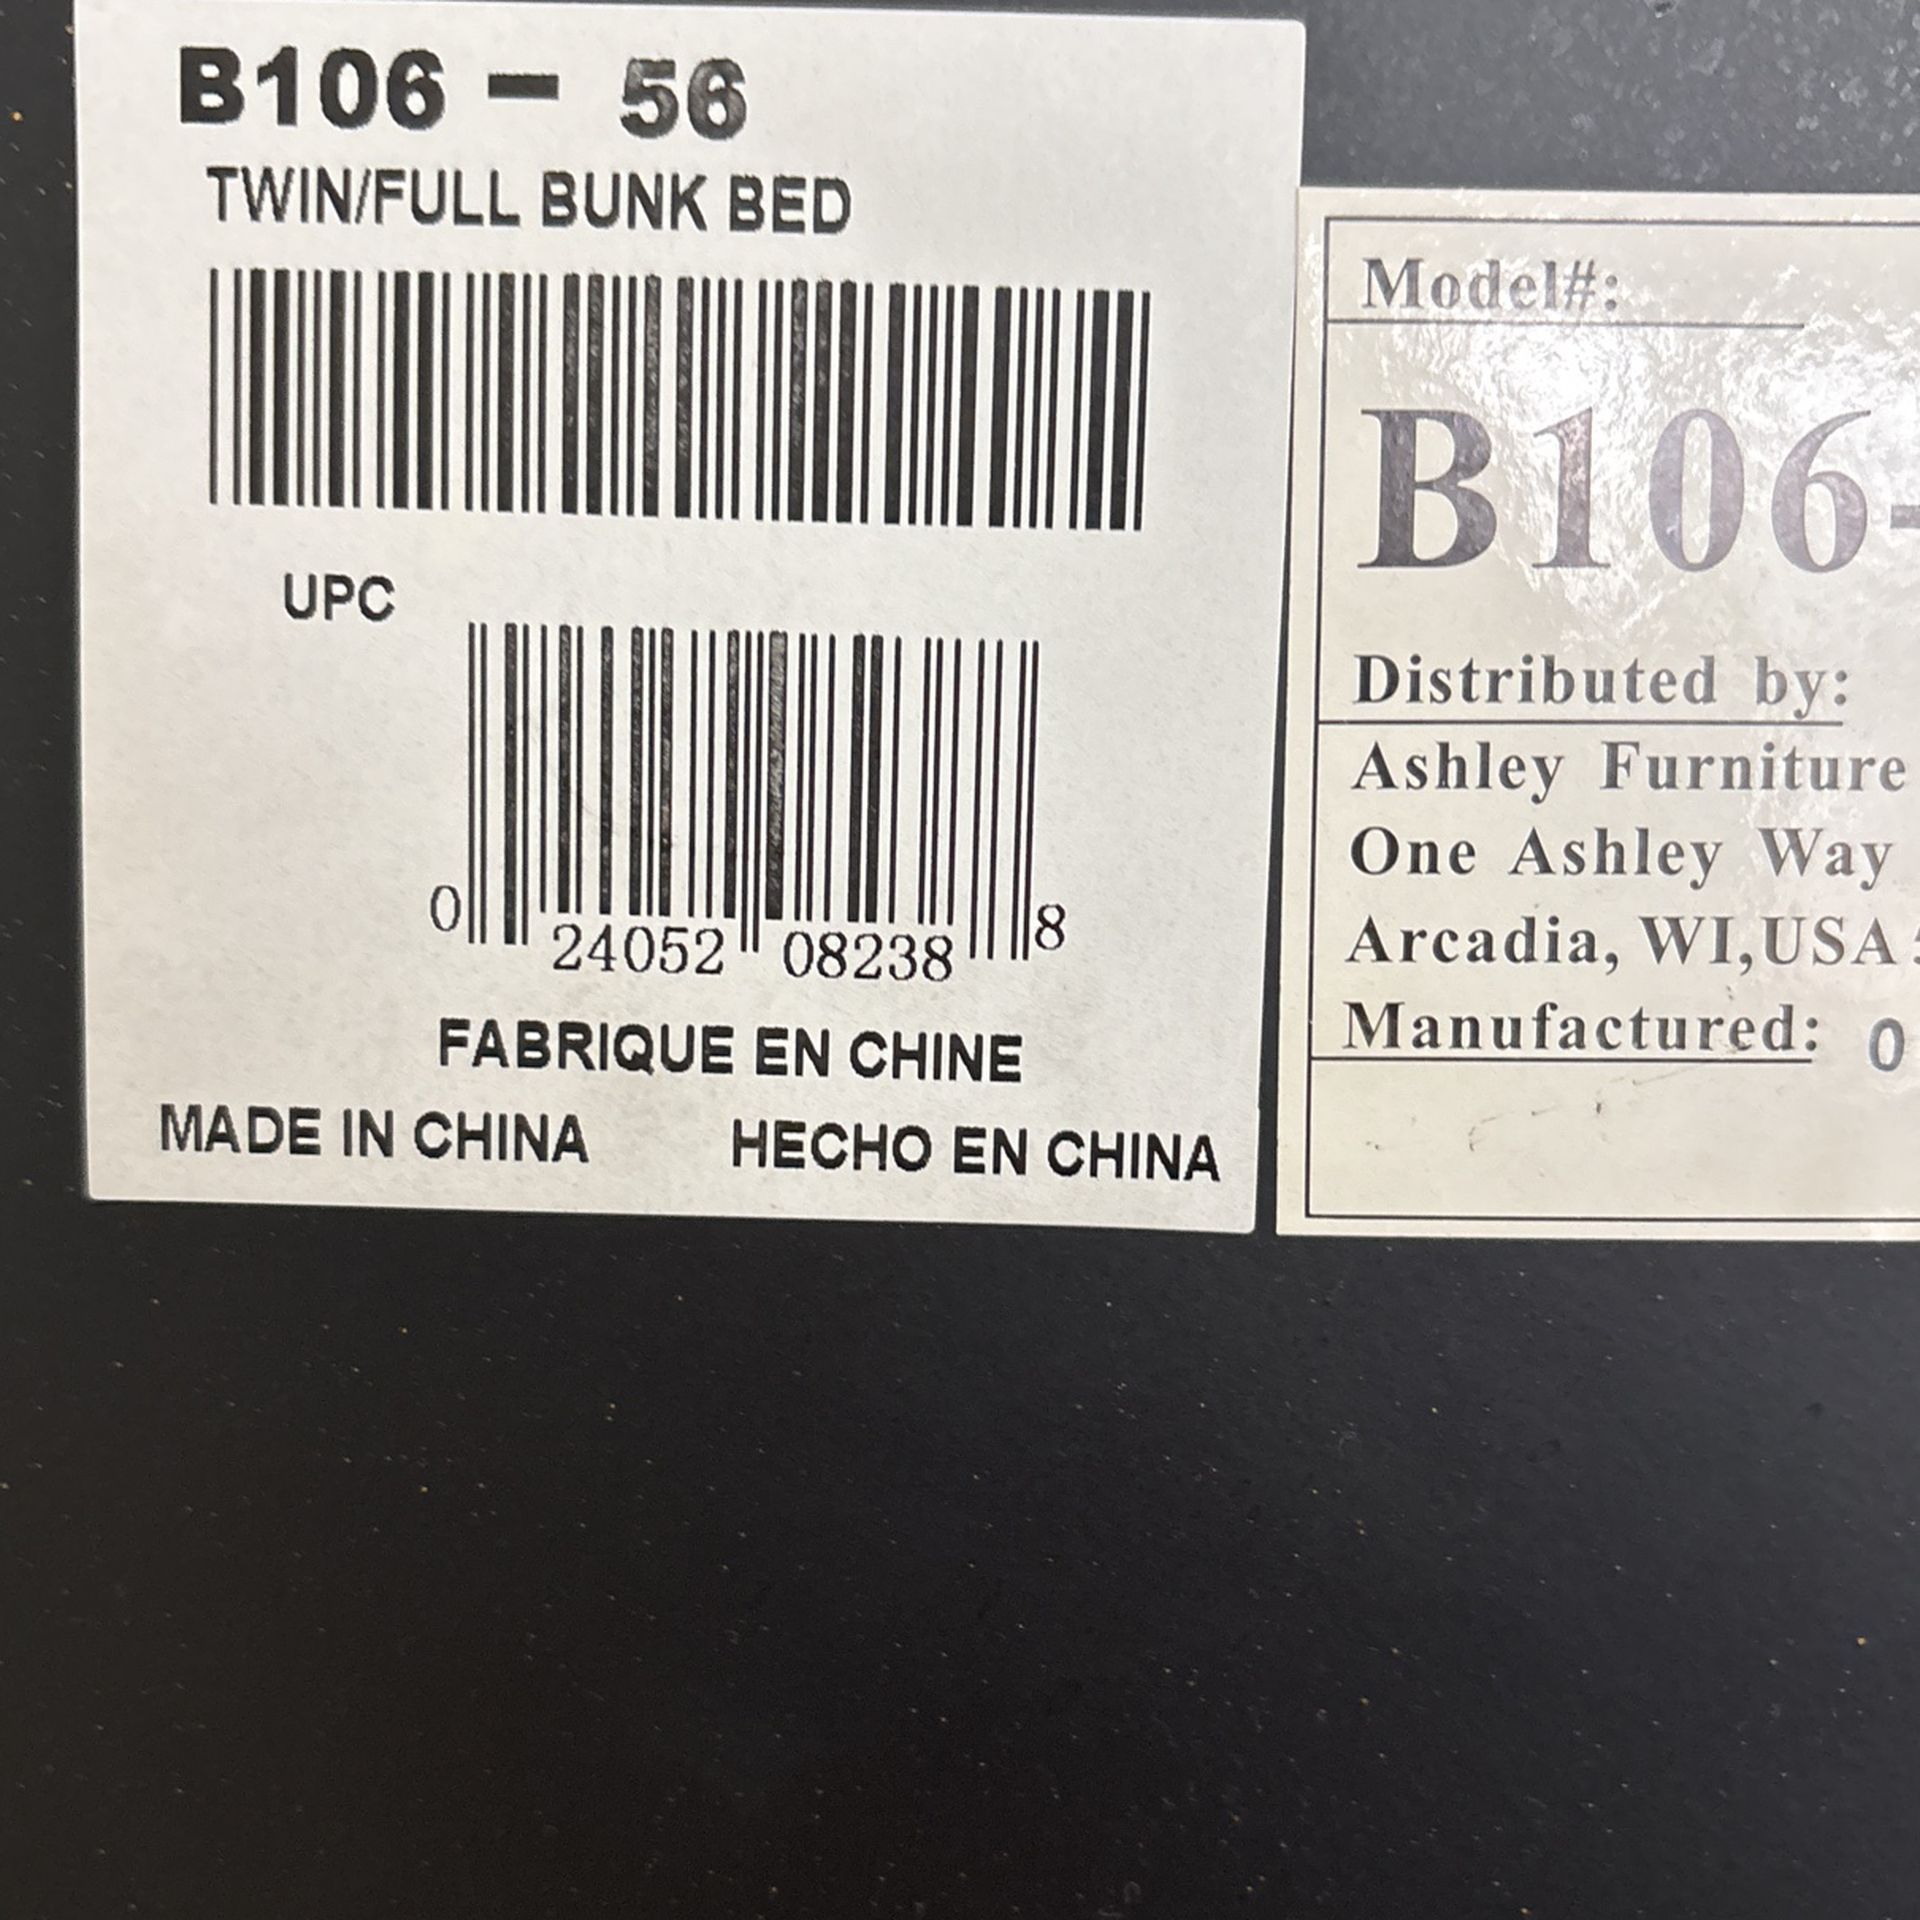 B106 - 56
TWIN/FULL BUNK BED
UPC
0 24052 08238 8
FABRIQUE EN CHINE
MADE IN CHINA HECHO EN CHINA
Model#:
B106-
Distributed by:
Ashley Furniture
One Ashley Way
Arcadia, WI,USA
Manufactured: 0